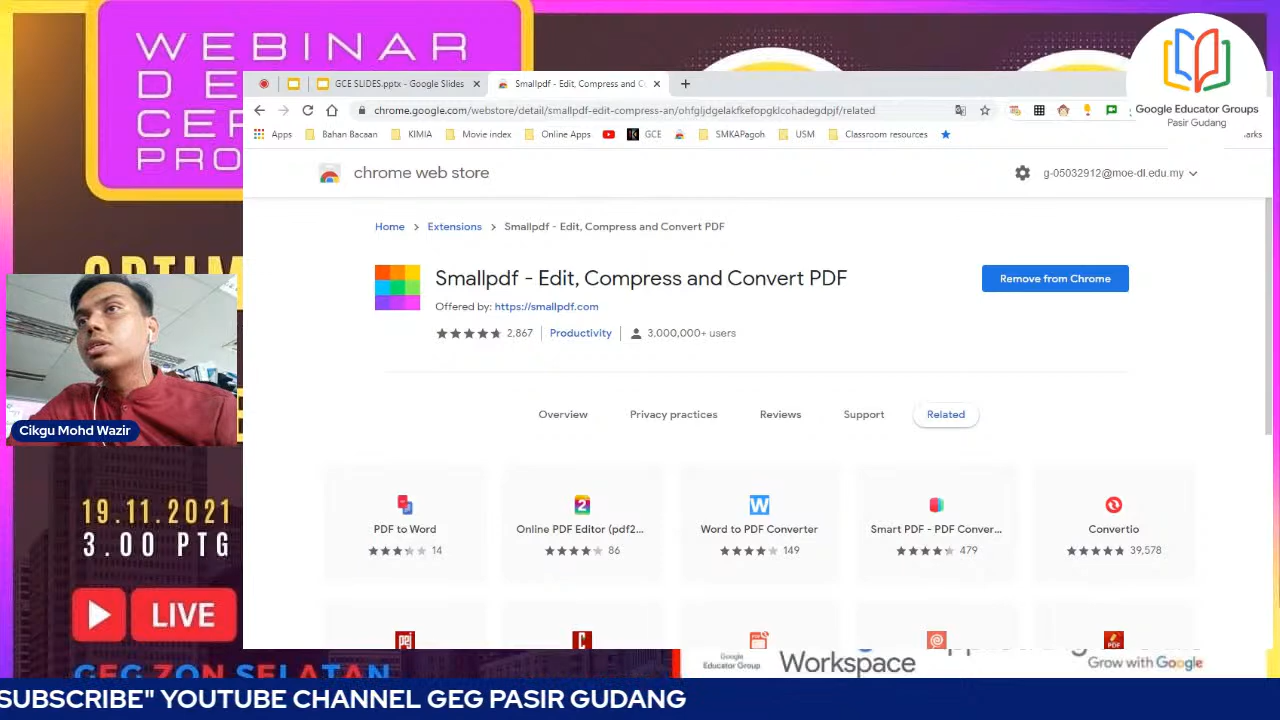 WEBINAR
Google Educator Groups
Pasir Gudang
GCE SLIDES.pptx - Google Slides
Smallpdf - Edit, Compress and C
chrome.google.com/webstore/detail/smallpdf-edit-compress-an/ohfgljdgelakfkefopgklcohadegdpjf/related
Apps
Bahan Bacaan
KIMIA
Movie index
Online Apps
GCE
SMKAPagoh
USM
Classroom resources
chrome web store
g-05032912@moe-dl.edu.my
Home > Extensions > Smallpdf - Edit, Compress and Convert PDF
Smallpdf - Edit, Compress and Convert PDF
Remove from Chrome
Offered by: https://smallpdf.com
2,867
Productivity
3,000,000+ users
Overview
Privacy practices
Reviews
Support
Related
PDF to Word
14
Online PDF Editor (pdf2...
86
Word to PDF Converter
149
Smart PDF - PDF Conver...
479
Convertio
39,578
Cikgu Mohd Wazir
19.11.2021
3.00 PTG
LIVE
GEG ZON SELATAN
Google
Educator Group
Workspace
Grow with Google
SUBSCRIBE" YOUTUBE CHANNEL GEG PASIR GUDANG